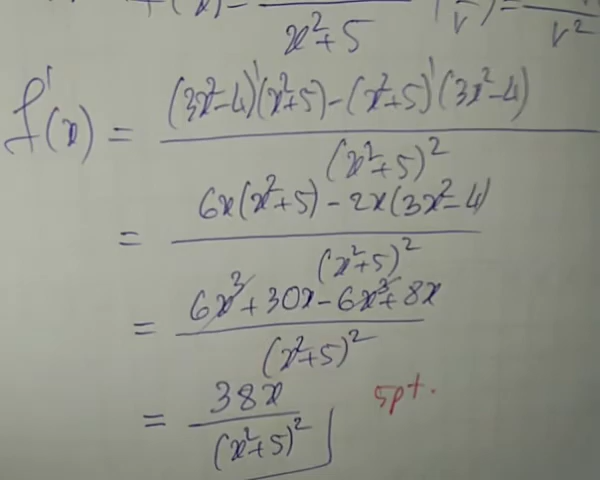 x²+5
f'(x) = (3x²-4)'(x²+5)-(x²+5)'(3x²-4) / (x²+5)²
= 6x(x²+5) - 2x(3x²-4) / (x²+5)²
= 6x³+30x-6x³+8x / (x²+5)²
= 38x / (x²+5)² 5pt.